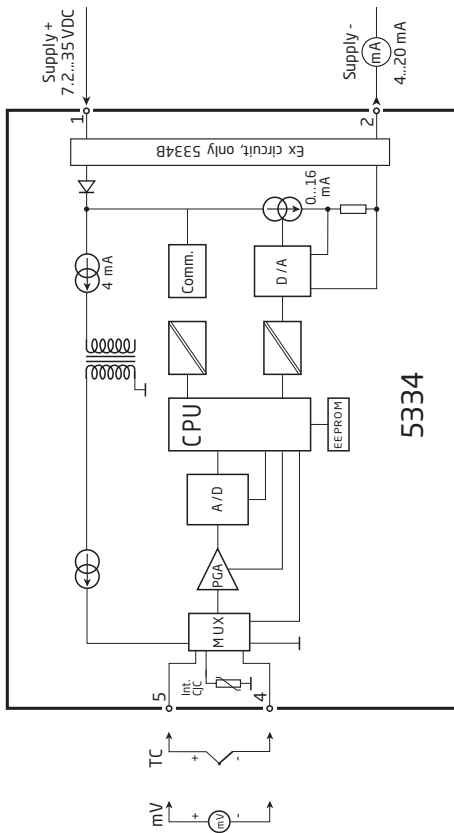 mV
+
mV
-
TC
+
-
5
4
Int.
CJC
MUX
PGA
A/D
CPU
EEPROM
4 mA
Comm.
D/A
0...16
mA
Ex circuit, only 5334B
1
2
Supply +
7.2...35 VDC
Supply -
mA
4...20 mA
5334